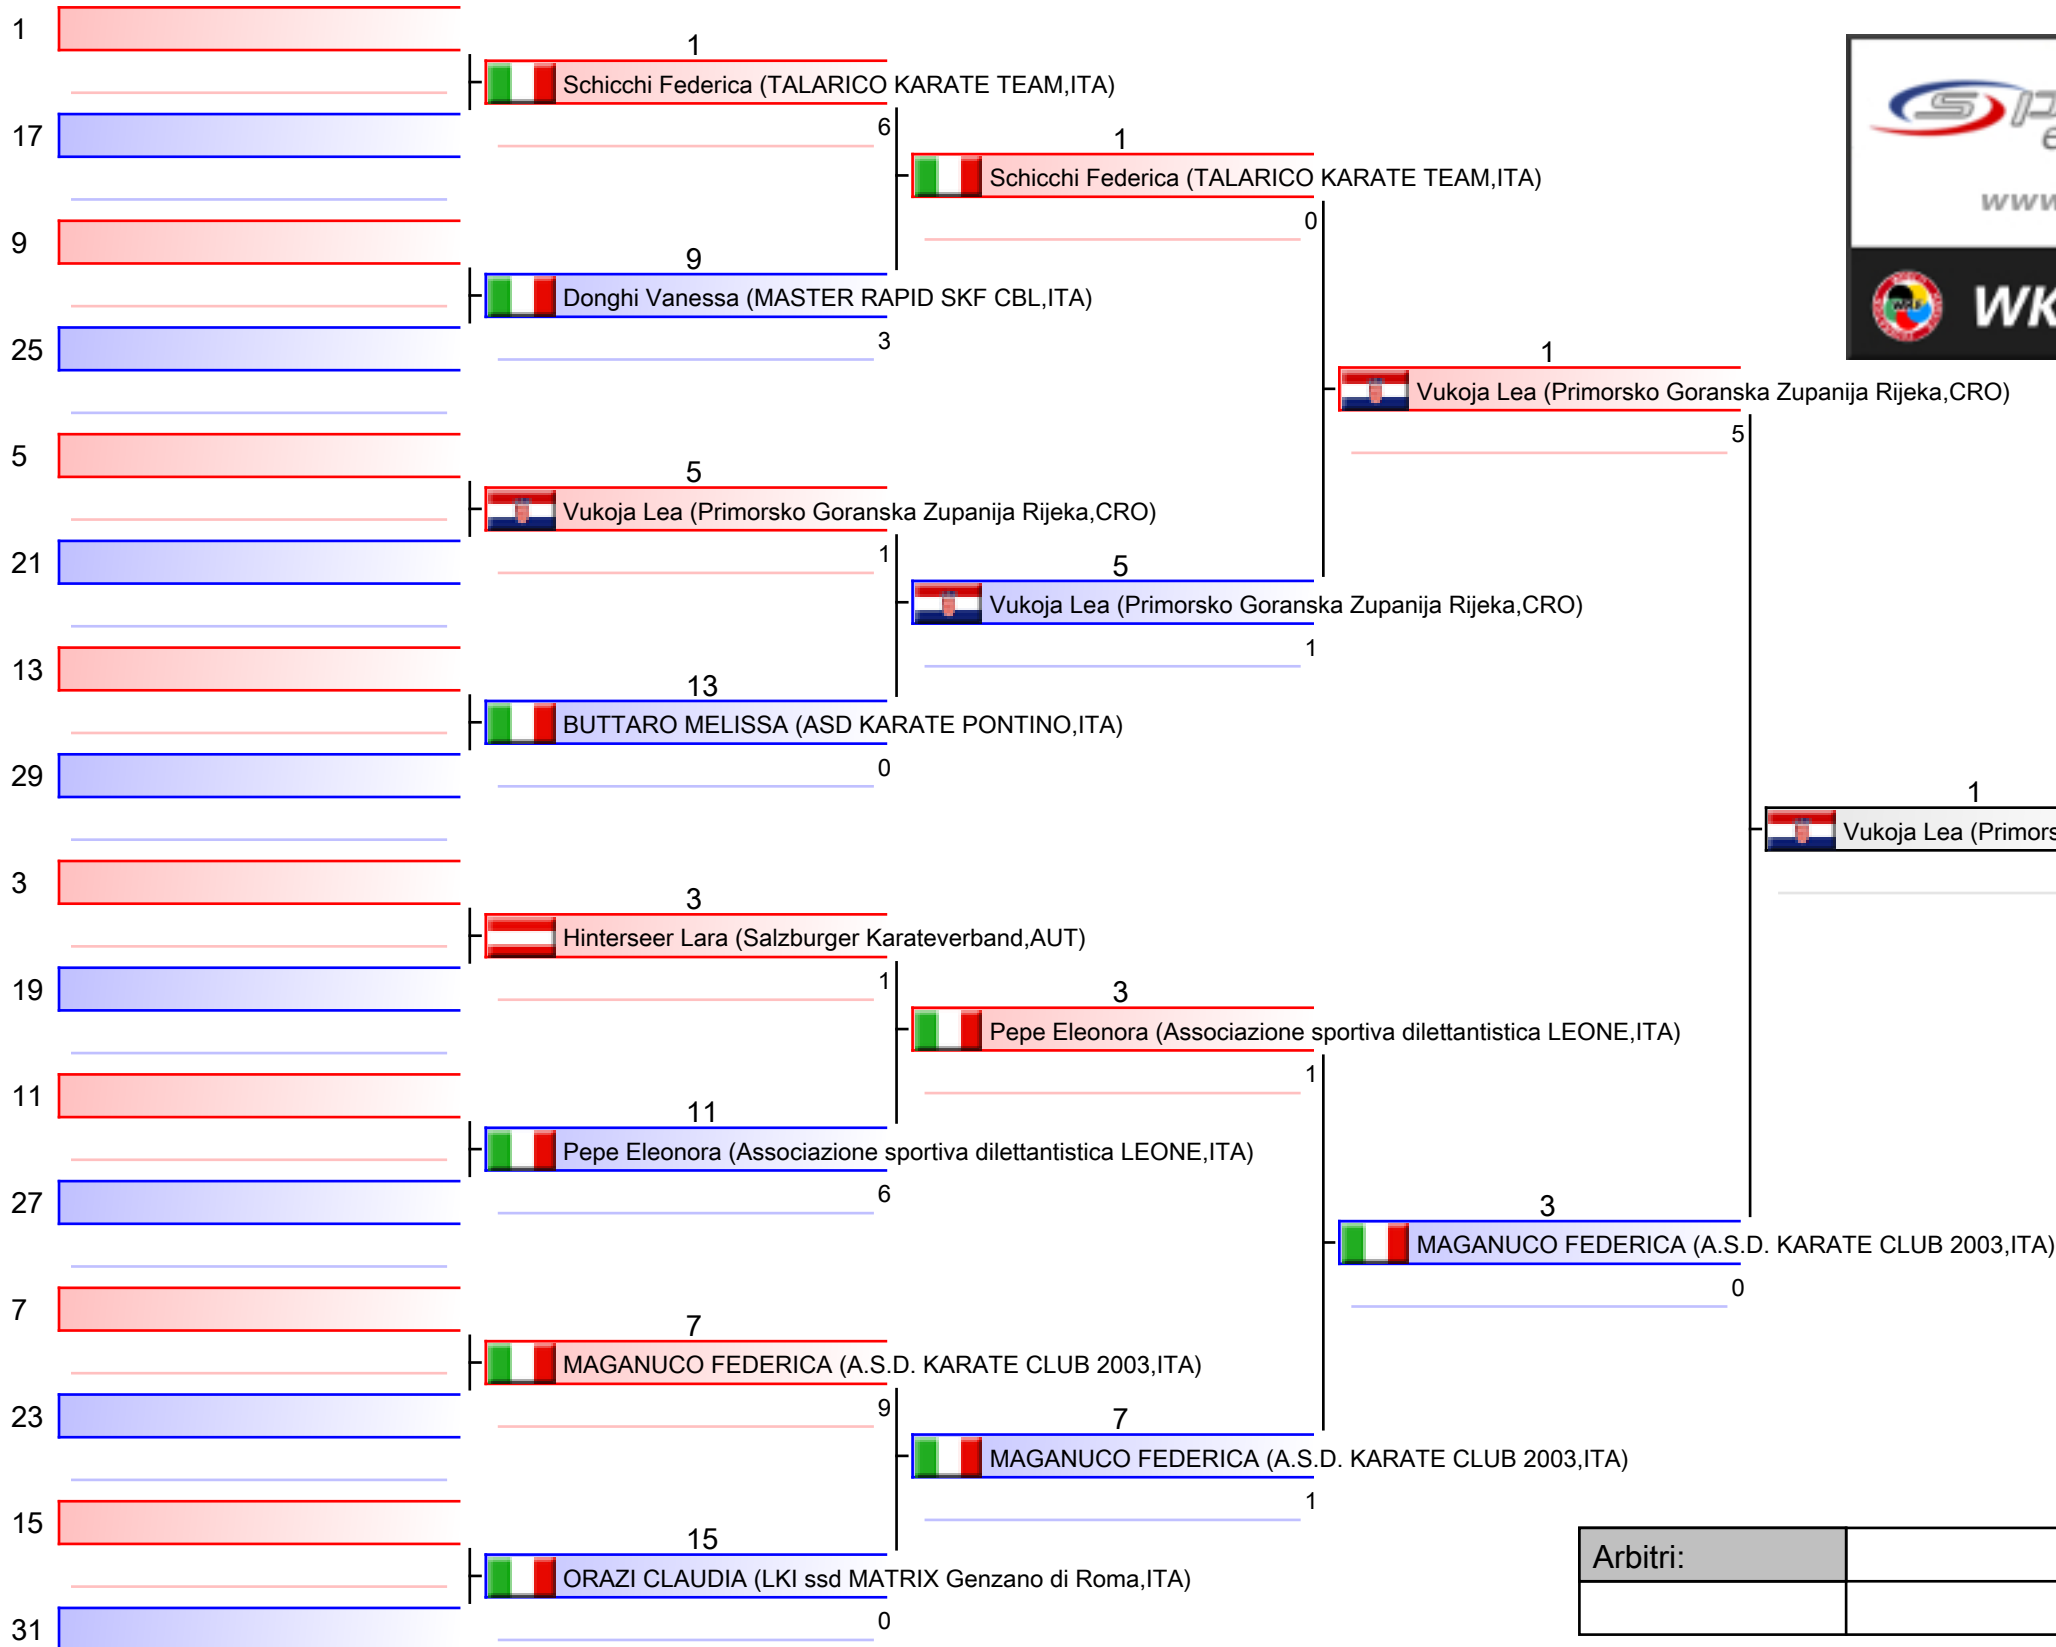 1
17
9
25
5
21
13
29
3
19
11
27
7
23
15
31
1
Schicchi Federica (TALARICO KARATE TEAM,ITA)
6
9
Donghi Vanessa (MASTER RAPID SKF CBL,ITA)
3
5
Vukoja Lea (Primorsko Goranska Zupanija Rijeka,CRO)
1
13
BUTTARO MELISSA (ASD KARATE PONTINO,ITA)
0
3
Hinterseer Lara (Salzburger Karateverband,AUT)
1
11
Pepe Eleonora (Associazione sportiva dilettantistica LEONE,ITA)
6
7
MAGANUCO FEDERICA (A.S.D. KARATE CLUB 2003,ITA)
9
15
ORAZI CLAUDIA (LKI ssd MATRIX Genzano di Roma,ITA)
0
1
Schicchi Federica (TALARICO KARATE TEAM,ITA)
0
5
Vukoja Lea (Primorsko Goranska Zupanija Rijeka,CRO)
1
3
Pepe Eleonora (Associazione sportiva dilettantistica LEONE,ITA)
1
7
MAGANUCO FEDERICA (A.S.D. KARATE CLUB 2003,ITA)
1
1
Vukoja Lea (Primorsko Goranska Zupanija Rijeka,CRO)
5
3
MAGANUCO FEDERICA (A.S.D. KARATE CLUB 2003,ITA)
0
1
Vukoja Lea (Primors
www
WK
Arbitri: